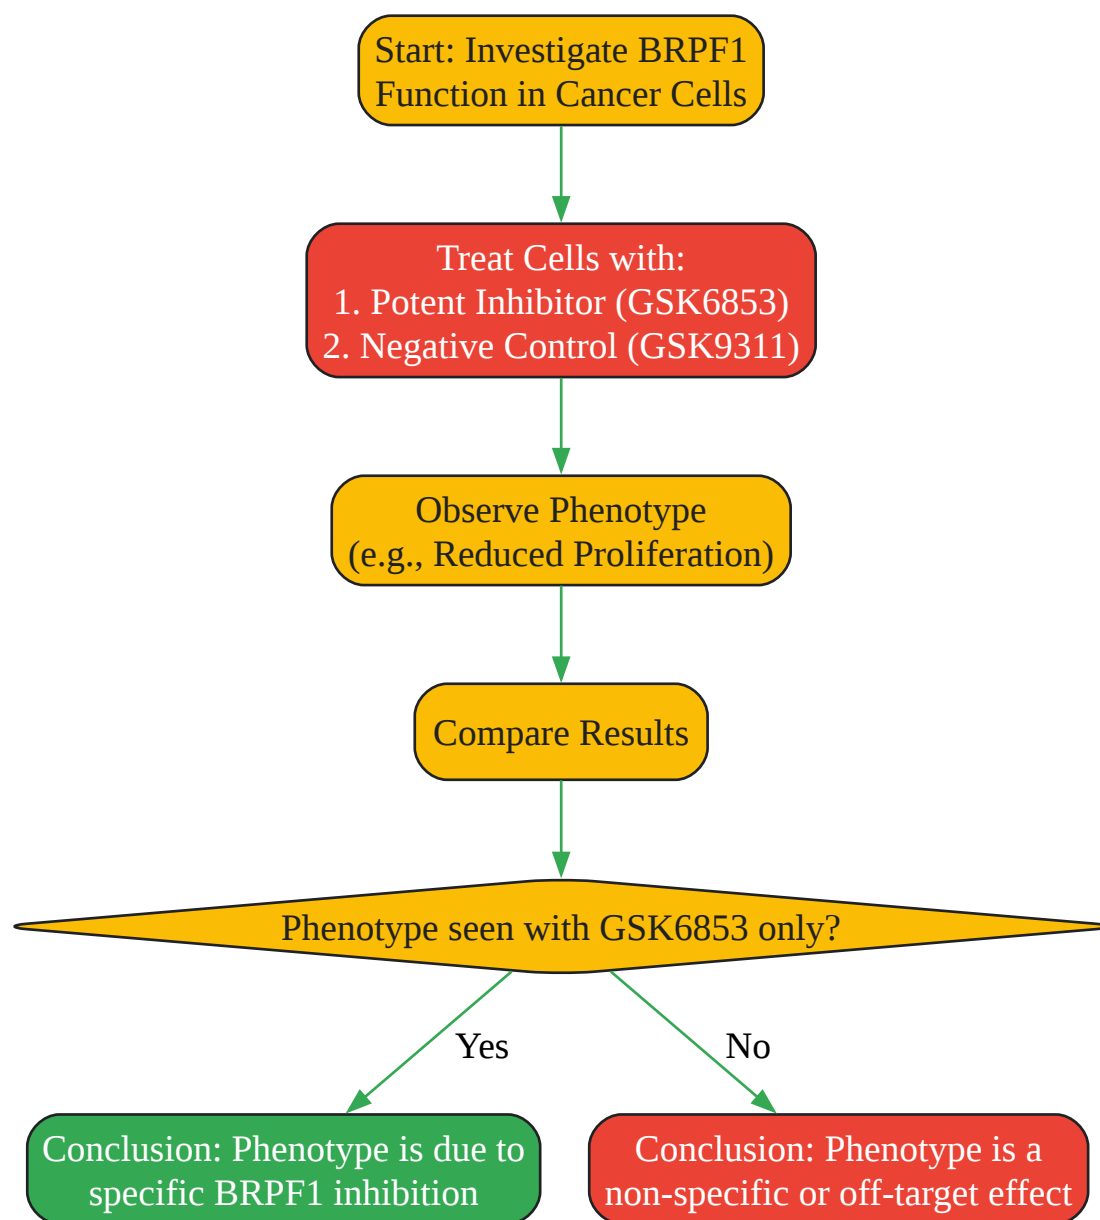 Start: Investigate BRPF1
Function in Cancer Cells
Treat Cells with:
1. Potent Inhibitor (GSK6853)
2. Negative Control (GSK9311)
Observe Phenotype
(e.g., Reduced Proliferation)
Compare Results
Phenotype seen with GSK6853 only?
Yes
No
Conclusion: Phenotype is due to
specific BRPF1 inhibition
Conclusion: Phenotype is a
non-specific or off-target effect